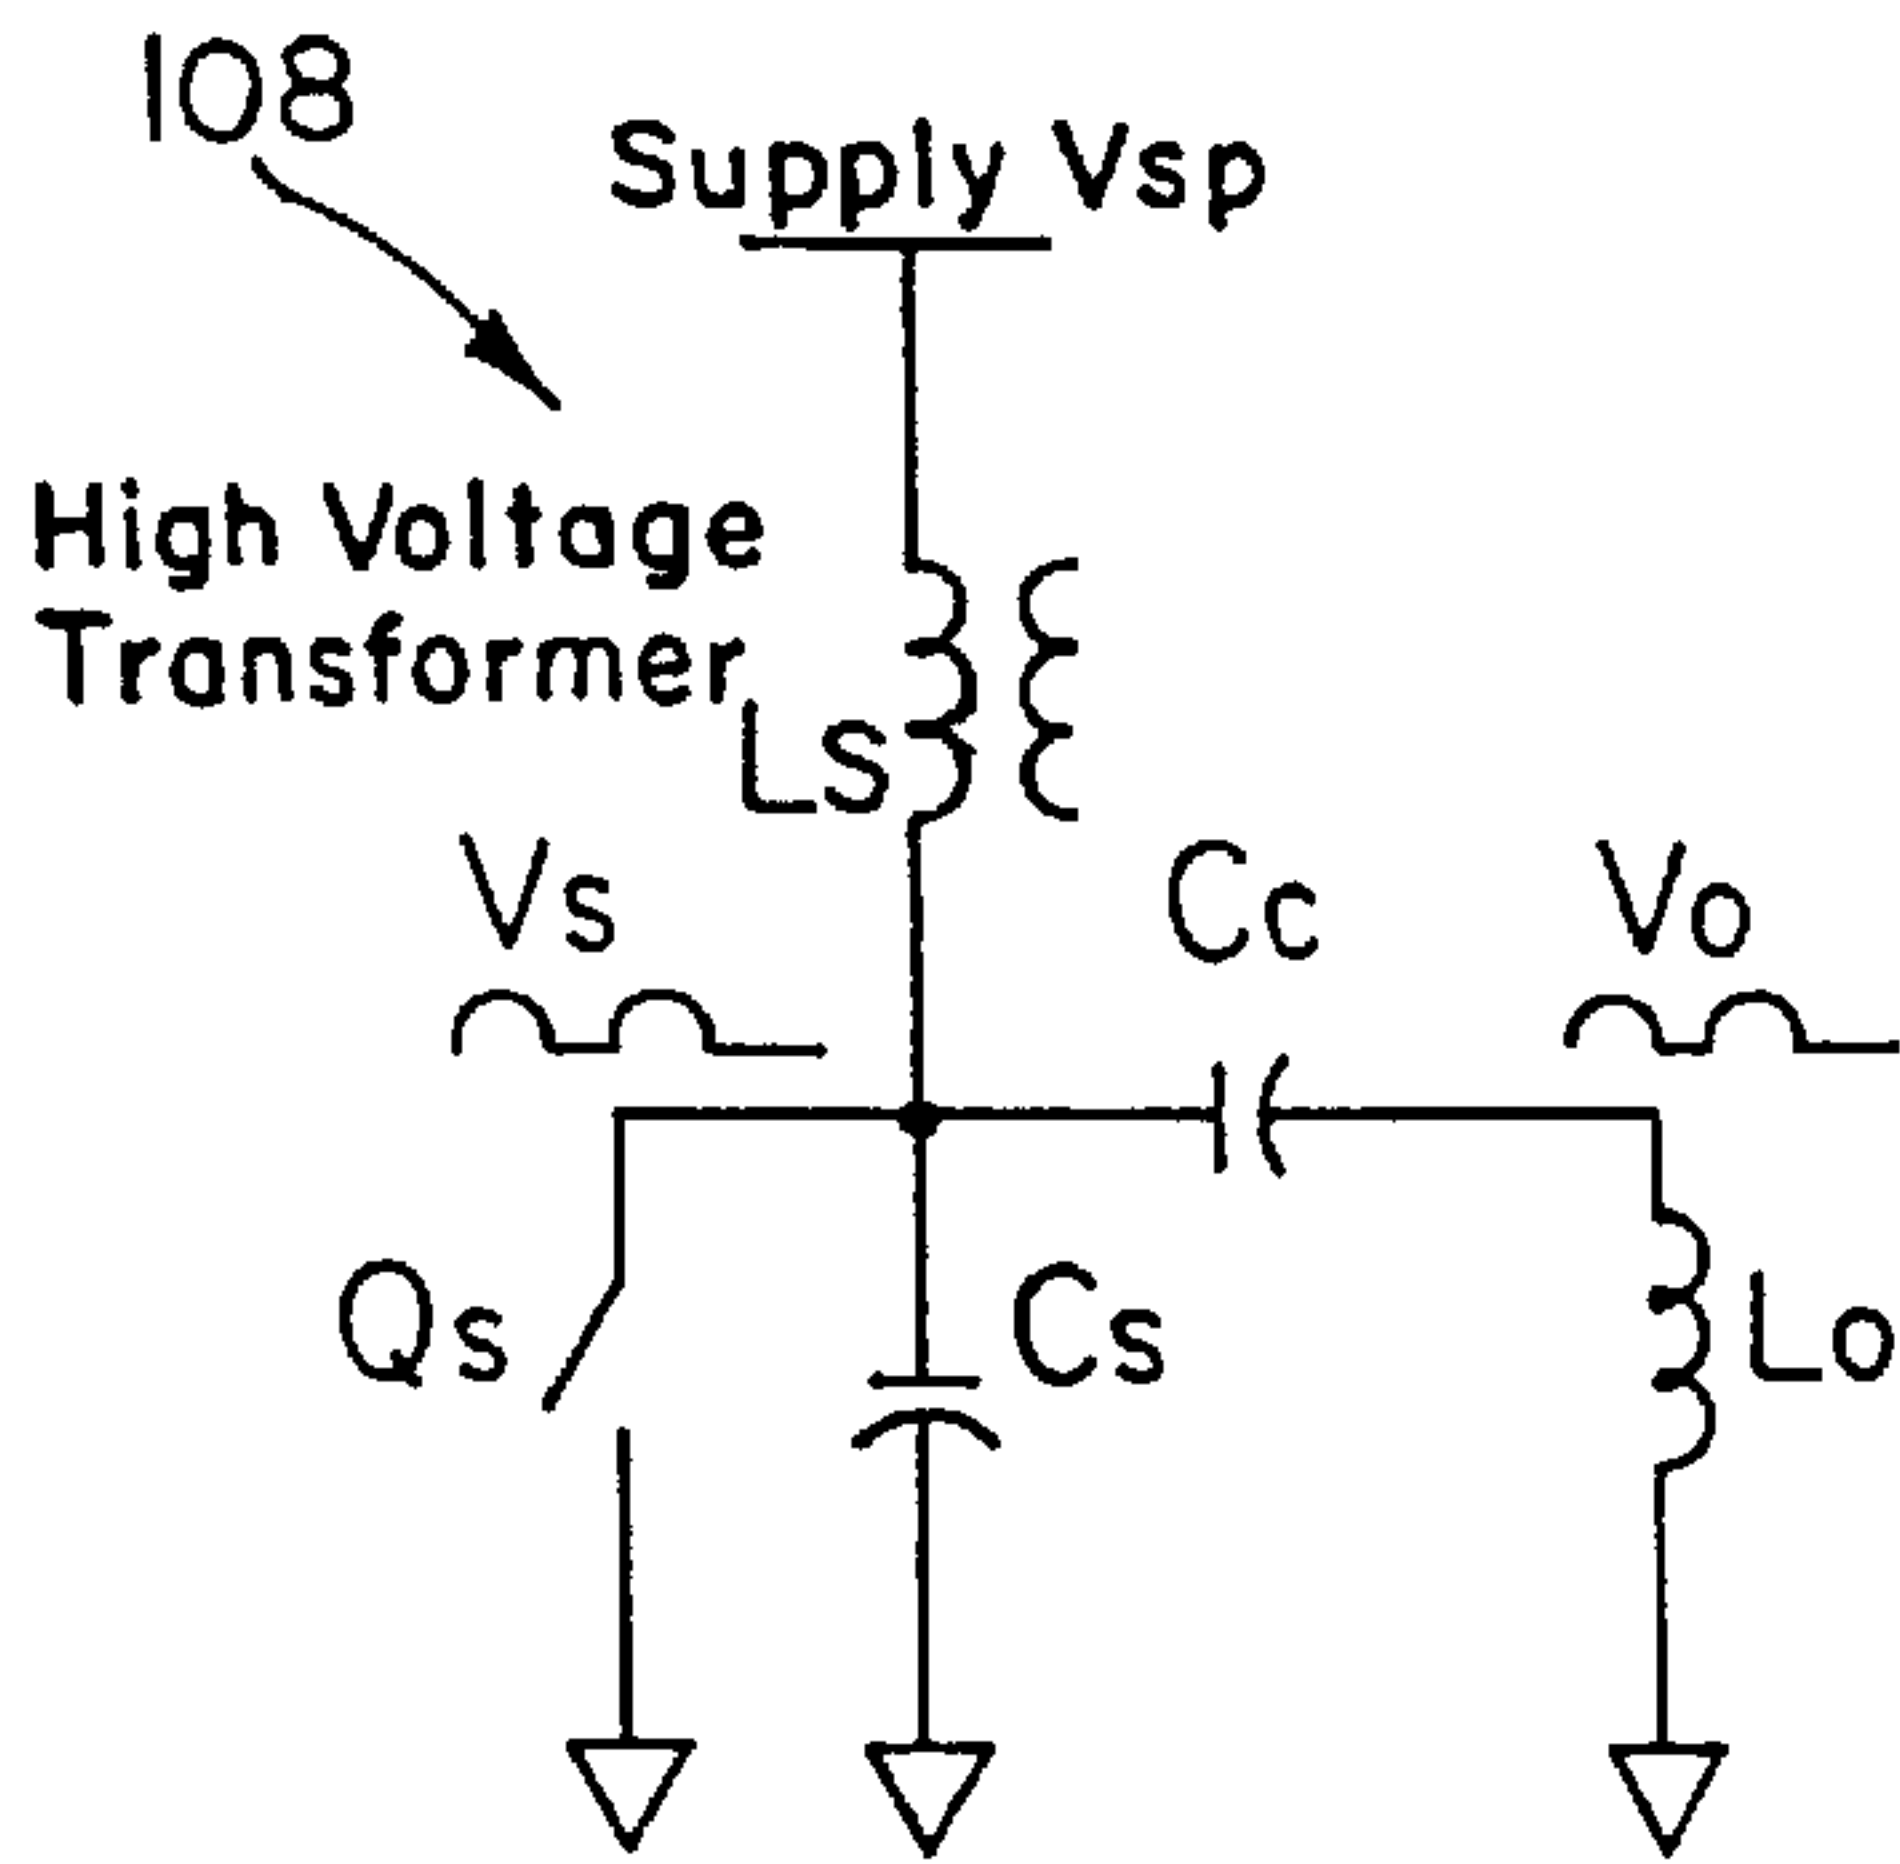 108
Supply Vsp
High Voltage
Transformer
Ls
Vs
Cc
Vo
Qs
Cs
Lo